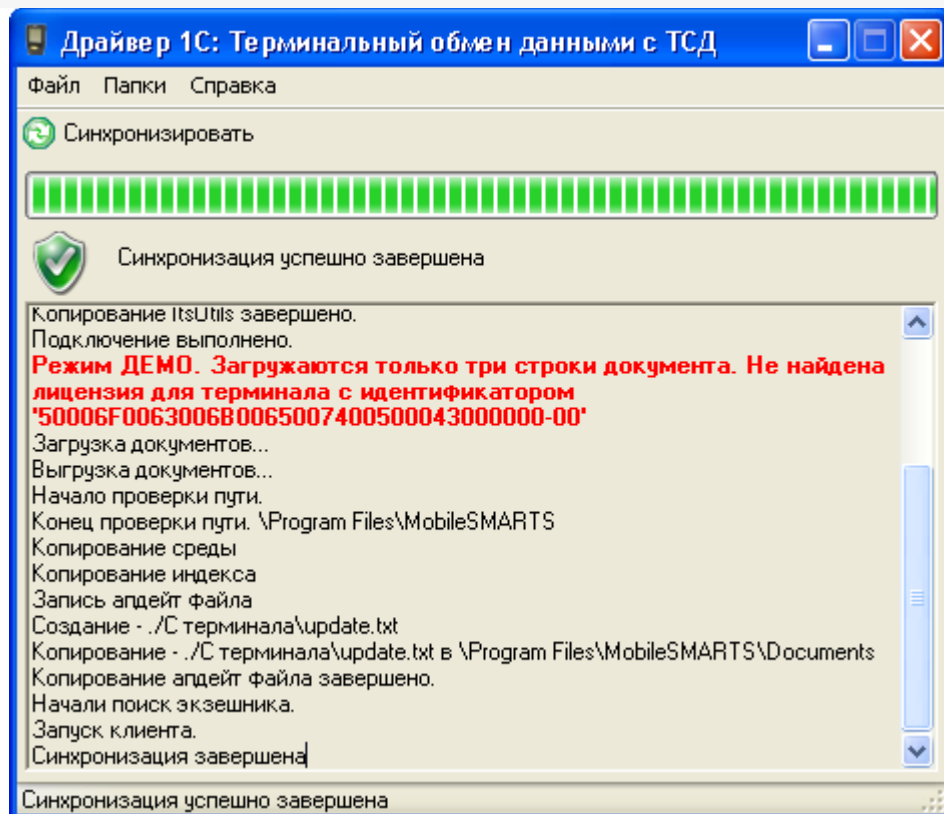 Драйвер 1С: Терминальный обмен данными с ТСД
Файл Папки Справка
Синхронизировать
Синхронизация успешно завершена
Копирование ItsUtils завершено.
Подключение выполнено.
Режим ДЕМО. Загружаются только три строки документа. Не найдена
лицензия для терминала с идентификатором
'50006F0063006B0065007400500043000000-00'
Загрузка документов...
Выгрузка документов...
Начало проверки пути.
Конец проверки пути. \Program Files\MobileSMARTS
Копирование среды
Копирование индекса
Запись апдейт файла
Создание - ./С терминала\update.txt
Копирование - ./С терминала\update.txt в \Program Files\MobileSMARTS\Documents
Копирование апдейт файла завершено.
Начали поиск экзешника.
Запуск клиента.
Синхронизация завершена
Синхронизация успешно завершена